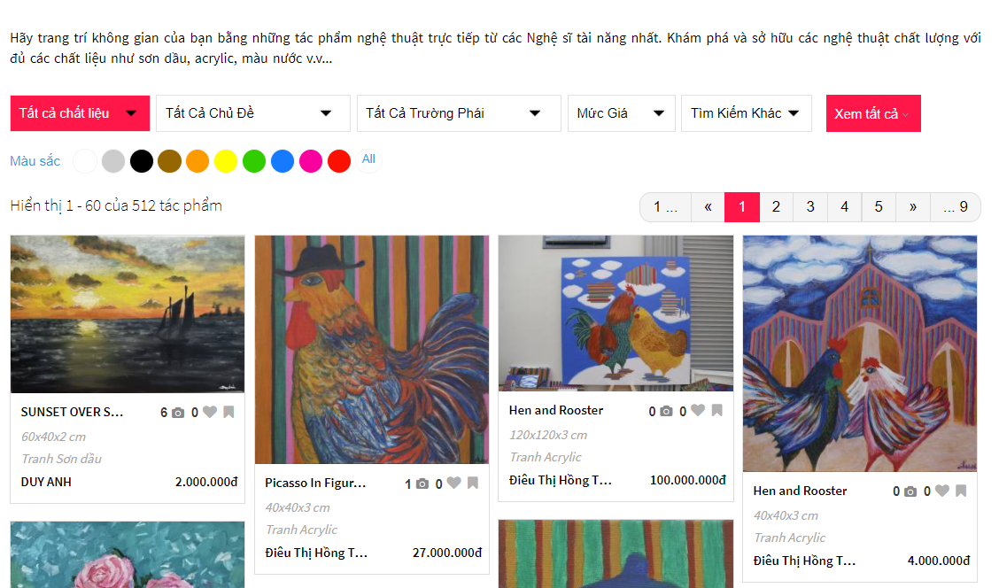 Hãy trang trí không gian của bạn bằng những tác phẩm nghệ thuật trực tiếp từ các Nghệ sĩ tài năng nhất. Khám phá và sở hữu các nghệ thuật chất lượng với
đủ các chất liệu như sơn dầu, acrylic, màu nước v.v...
Tất cả chất liệu Tất Cả Chủ Đề Tất Cả Trường Phái Mức Giá Tìm Kiếm Khác Xem tất cả
Màu sắc All
Hiển thị 1 - 60 của 512 tác phẩm
1 ... « 1 2 3 4 5 » ... 9
SUNSET OVER S... 6 0
60x40x2 cm
Tranh Sơn dầu
DUY ANH 2.000.000đ
Picasso In Figur... 1 0
40x40x3 cm
Tranh Acrylic
Điêu Thị Hồng T... 27.000.000đ
Hen and Rooster 0 0
120x120x3 cm
Tranh Acrylic
Điêu Thị Hồng T... 100.000.000đ
Hen and Rooster 0 0
40x40x3 cm
Tranh Acrylic
Điêu Thị Hồng T... 4.000.000đ